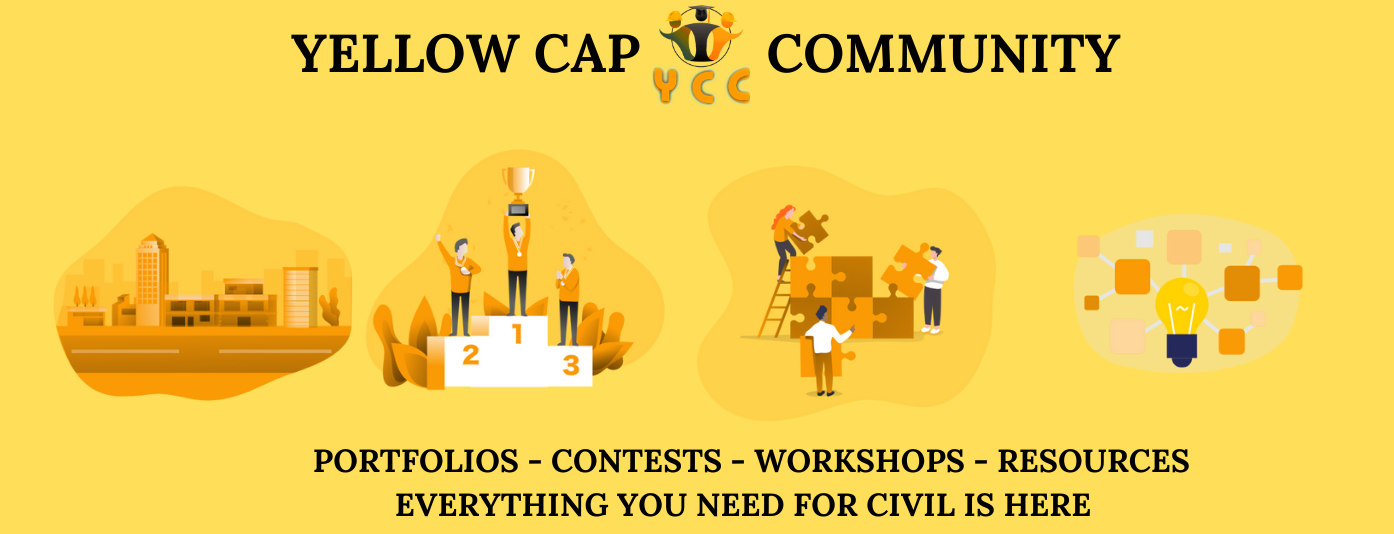 YELLOW CAP COMMUNITY
YCC
2 1 3
PORTFOLIOS - CONTESTS - WORKSHOPS - RESOURCES
EVERYTHING YOU NEED FOR CIVIL IS HERE